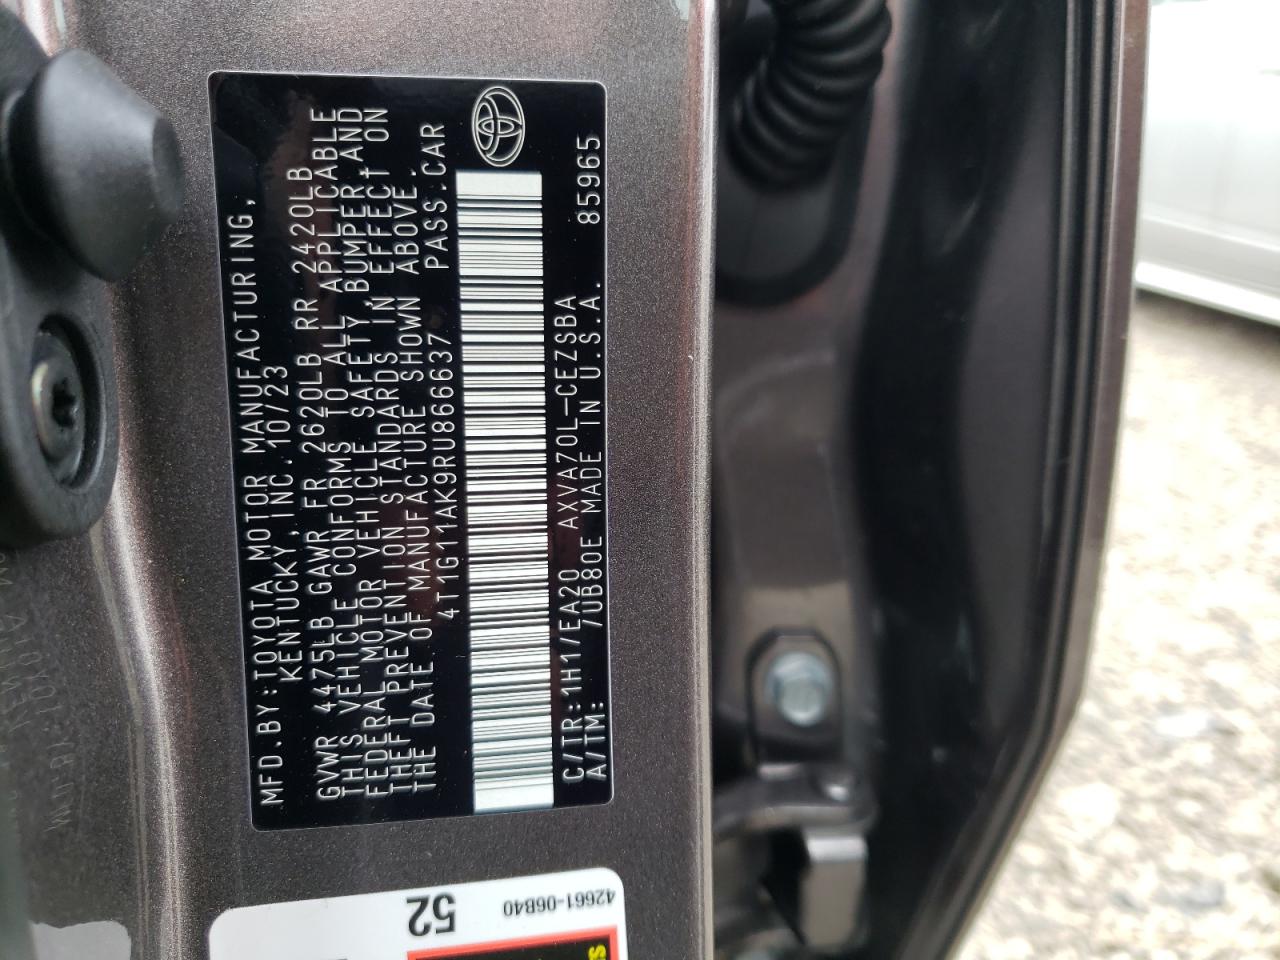 MFD.BY:TOYOTA MOTOR MANUFACTURING,
KENTUCKY, INC. 10/23
GVWR 4475LB GAWR FR 2620LB RR 2420LB
THIS VEHICLE CONFORMS TO ALL APPLICABLE
FEDERAL MOTOR VEHICLE SAFETY, BUMPER, AND
THEFT PREVENTION STANDARDS IN EFFECT ON
THE DATE OF MANUFACTURE SHOWN ABOVE.
4T1G11AK9RU866637 PASS.CAR
C/TR:1H1/EA20 AXVA70L-CEZSBA
A/TM: 7UB80E MADE IN U.S.A. 85965
42661-06B40
52